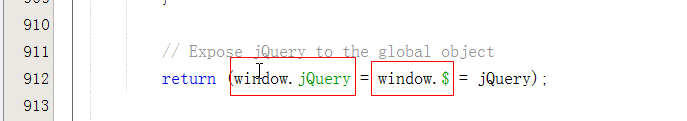 910
911 // Expose jQuery to the global object
912 return (window.jQuery = window.$ = jQuery);
913